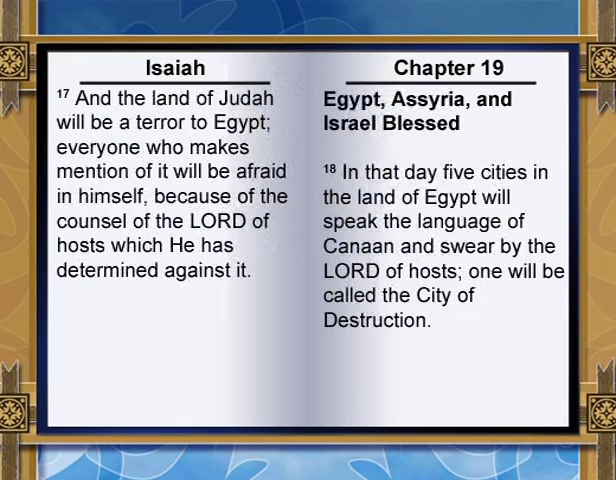 Isaiah
17 And the land of Judah
will be a terror to Egypt;
everyone who makes
mention of it will be afraid
in himself, because of the
counsel of the LORD of
hosts which He has
determined against it.
Chapter 19
Egypt, Assyria, and
Israel Blessed
18 In that day five cities in
the land of Egypt will
speak the language of
Canaan and swear by the
LORD of hosts; one will be
called the City of
Destruction.